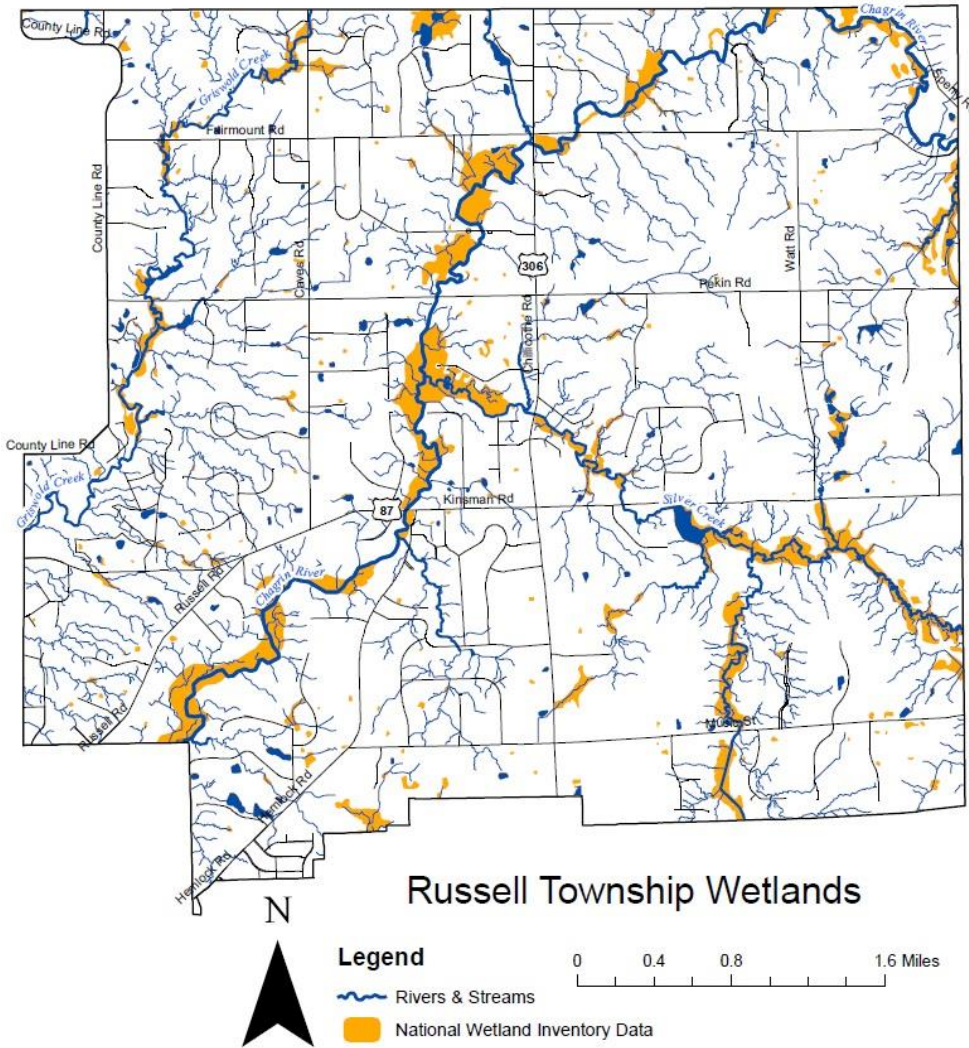 County Line Rd
Chagrin River
Sperry R
Griswold Creek
Fairmount Rd
County Line Rd
Caves Rd
306
Watt Rd
Pekin Rd
Chillicothe Rd
County Line Rd
Griswold Creek
Kinsman Rd
87
Silver
Creek
Russell Rd
Chagrin River
Russell Rd
Music St
Hemlock Rd
Hemlock Rd
Russell Township Wetlands
N
Legend
0 0.4 0.8 1.6 Miles
Rivers & Streams
National Wetland Inventory Data